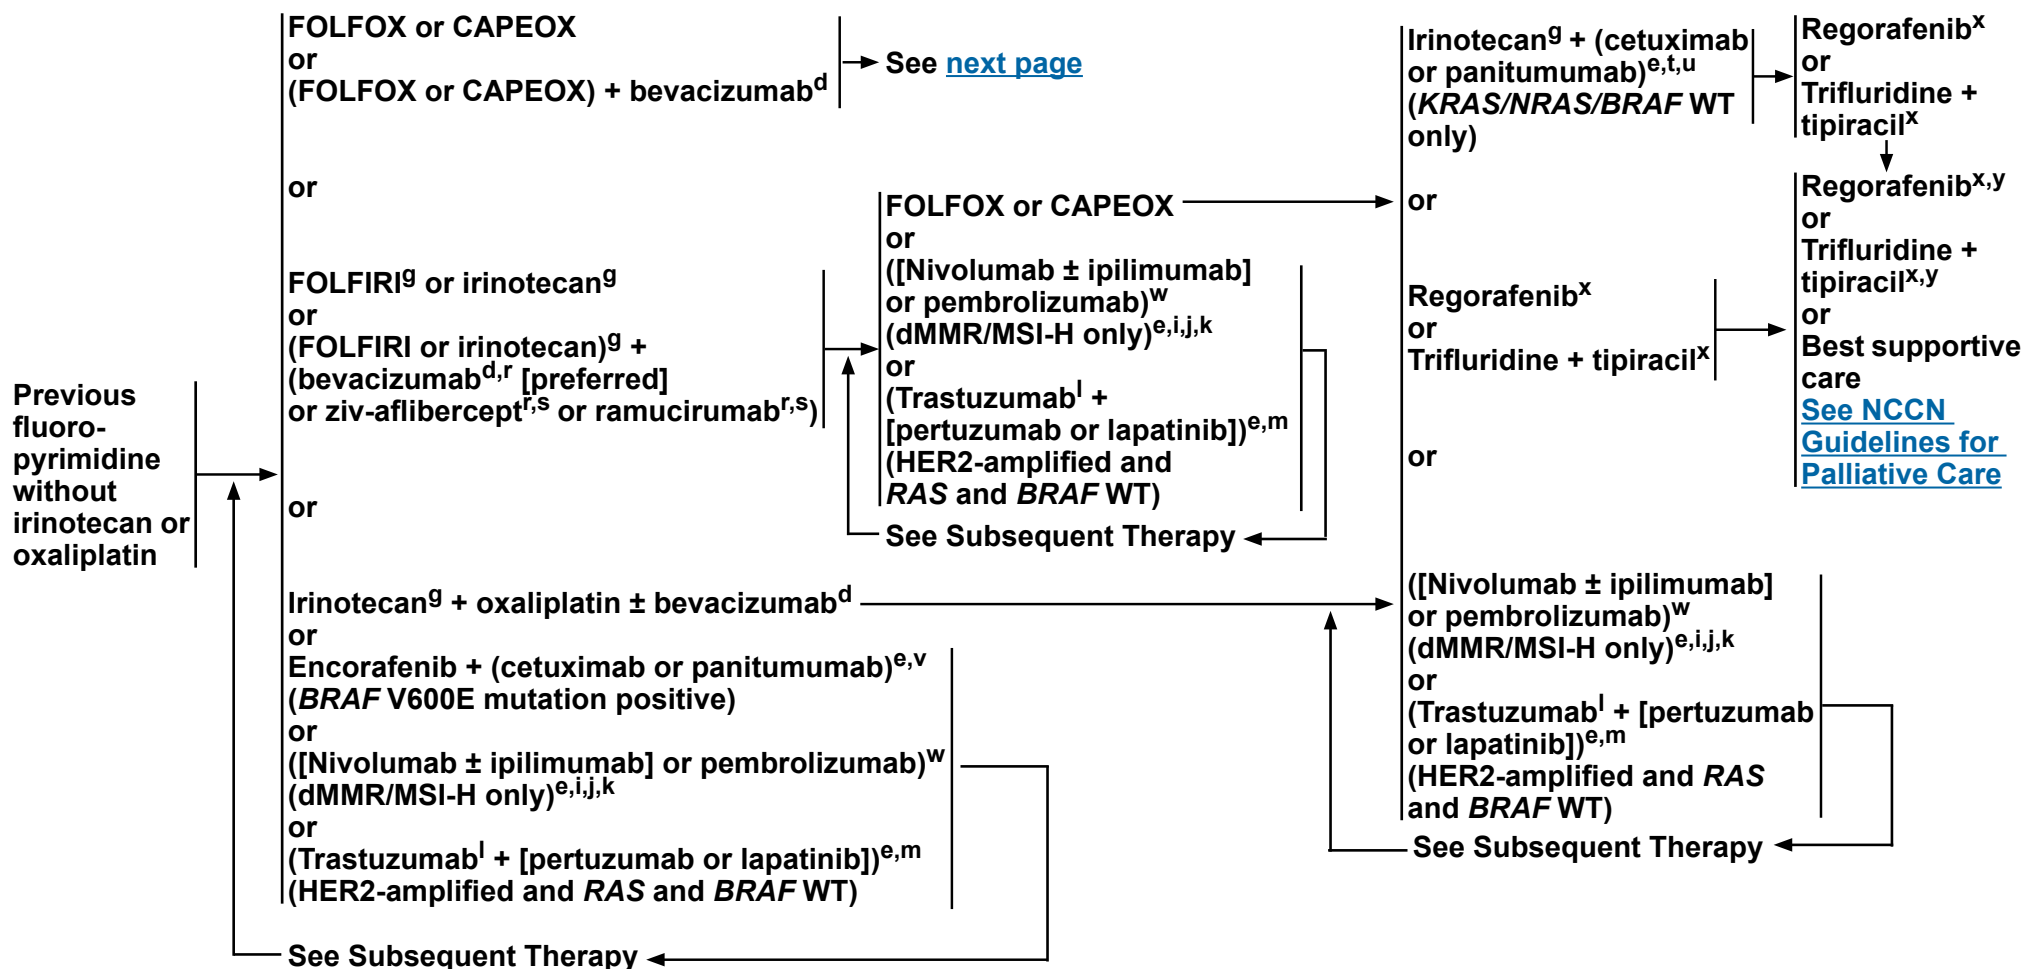 Previous
fluoro-
pyrimidine
without
irinotecan or
oxaliplatin
FOLFOX or CAPEOX
or
(FOLFOX or CAPEOX) + bevacizumabd
See next page
or
FOLFIRIg or irinotecang
or
(FOLFIRI or irinotecan)g +
(bevacizumabd,r [preferred]
or ziv-afliberceptr,s or ramucirumabr,s)
or
Irinotecang + oxaliplatin ± bevacizumabd
or
Encorafenib + (cetuximab or panitumumab)e,v
(BRAF V600E mutation positive)
or
([Nivolumab ± ipilimumab] or pembrolizumab)w
(dMMR/MSI-H only)e,i,j,k
or
(Trastuzumabl + [pertuzumab or lapatinib])e,m
(HER2-amplified and RAS and BRAF WT)
See Subsequent Therapy
FOLFOX or CAPEOX
or
([Nivolumab ± ipilimumab]
or pembrolizumab)w
(dMMR/MSI-H only)e,i,j,k
or
(Trastuzumabl +
[pertuzumab or lapatinib])e,m
(HER2-amplified and
RAS and BRAF WT)
See Subsequent Therapy
Irinotecang + (cetuximab
or panitumumab)e,t,u
(KRAS/NRAS/BRAF WT
only)
or
Regorafenibx
or
Trifluridine + tipiracilx
or
([Nivolumab ± ipilimumab]
or pembrolizumab)w
(dMMR/MSI-H only)e,i,j,k
or
(Trastuzumabl + [pertuzumab
or lapatinib])e,m
(HER2-amplified and RAS
and BRAF WT)
See Subsequent Therapy
Regorafenibx
or
Trifluridine +
tipiracilx
Regorafenibx,y
or
Trifluridine +
tipiracilx,y
or
Best supportive
care
See NCCN
Guidelines for
Palliative Care